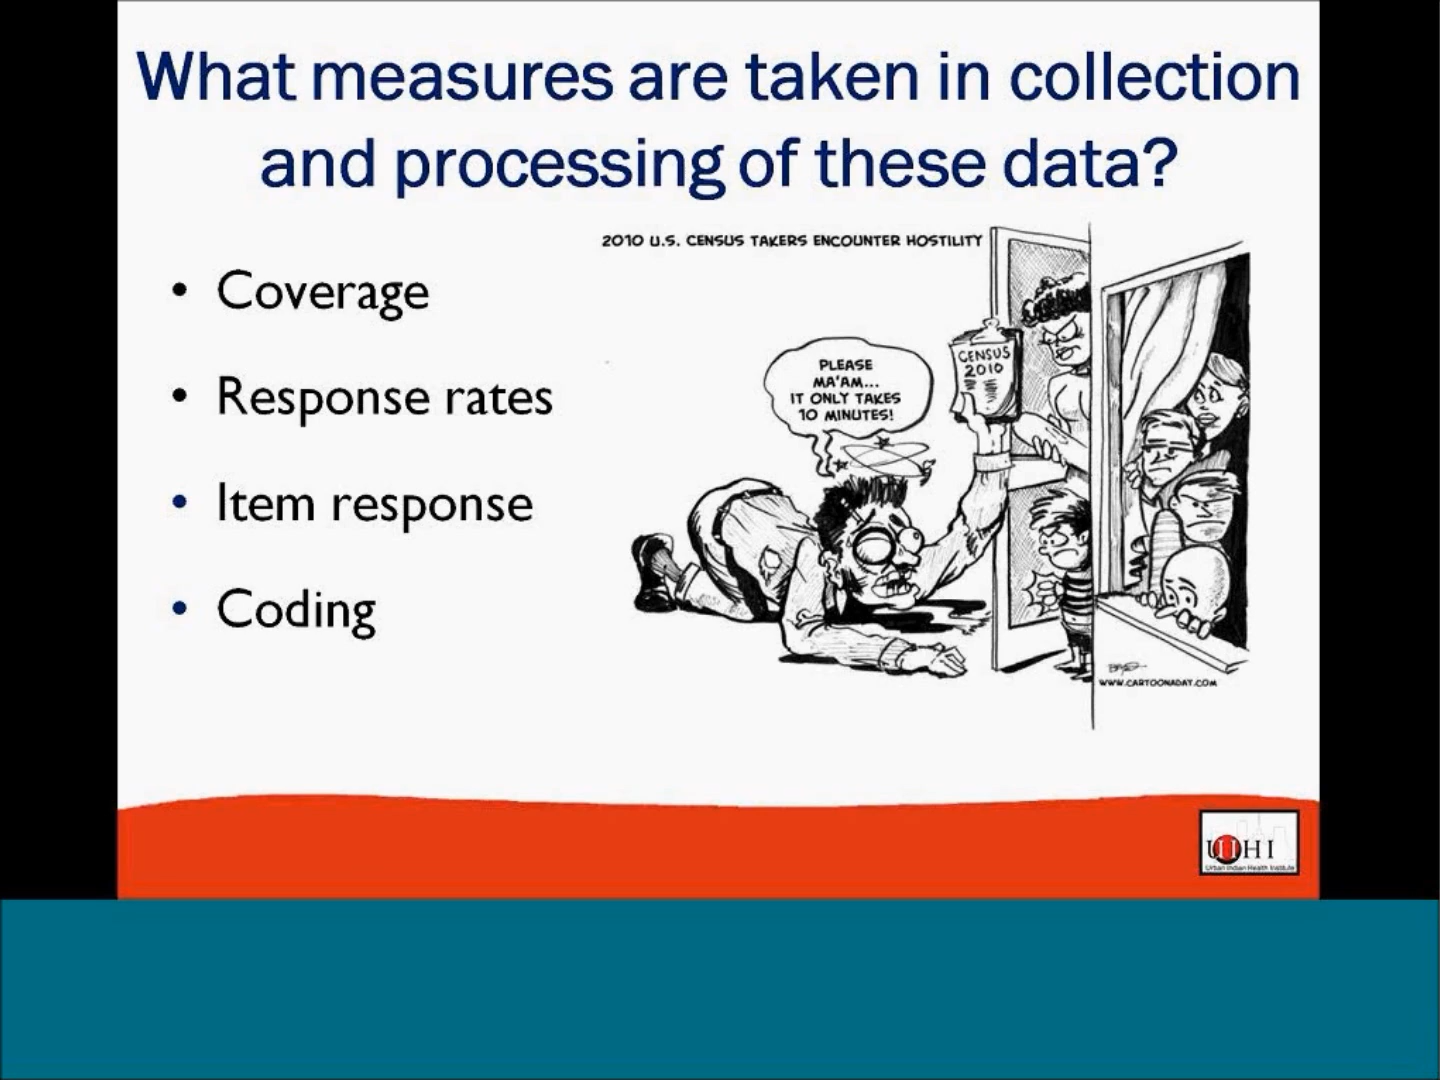 What measures are taken in collection
and processing of these data?
2010 U.S. CENSUS TAKERS ENCOUNTER HOSTILITY
• Coverage
• Response rates
• Item response
• Coding
PLEASE
MA'AM...
IT ONLY TAKES
10 MINUTES!
CENSUS
2010
WWW.CARTOONADAY.COM
UIHI
Urban Indian Health Institute